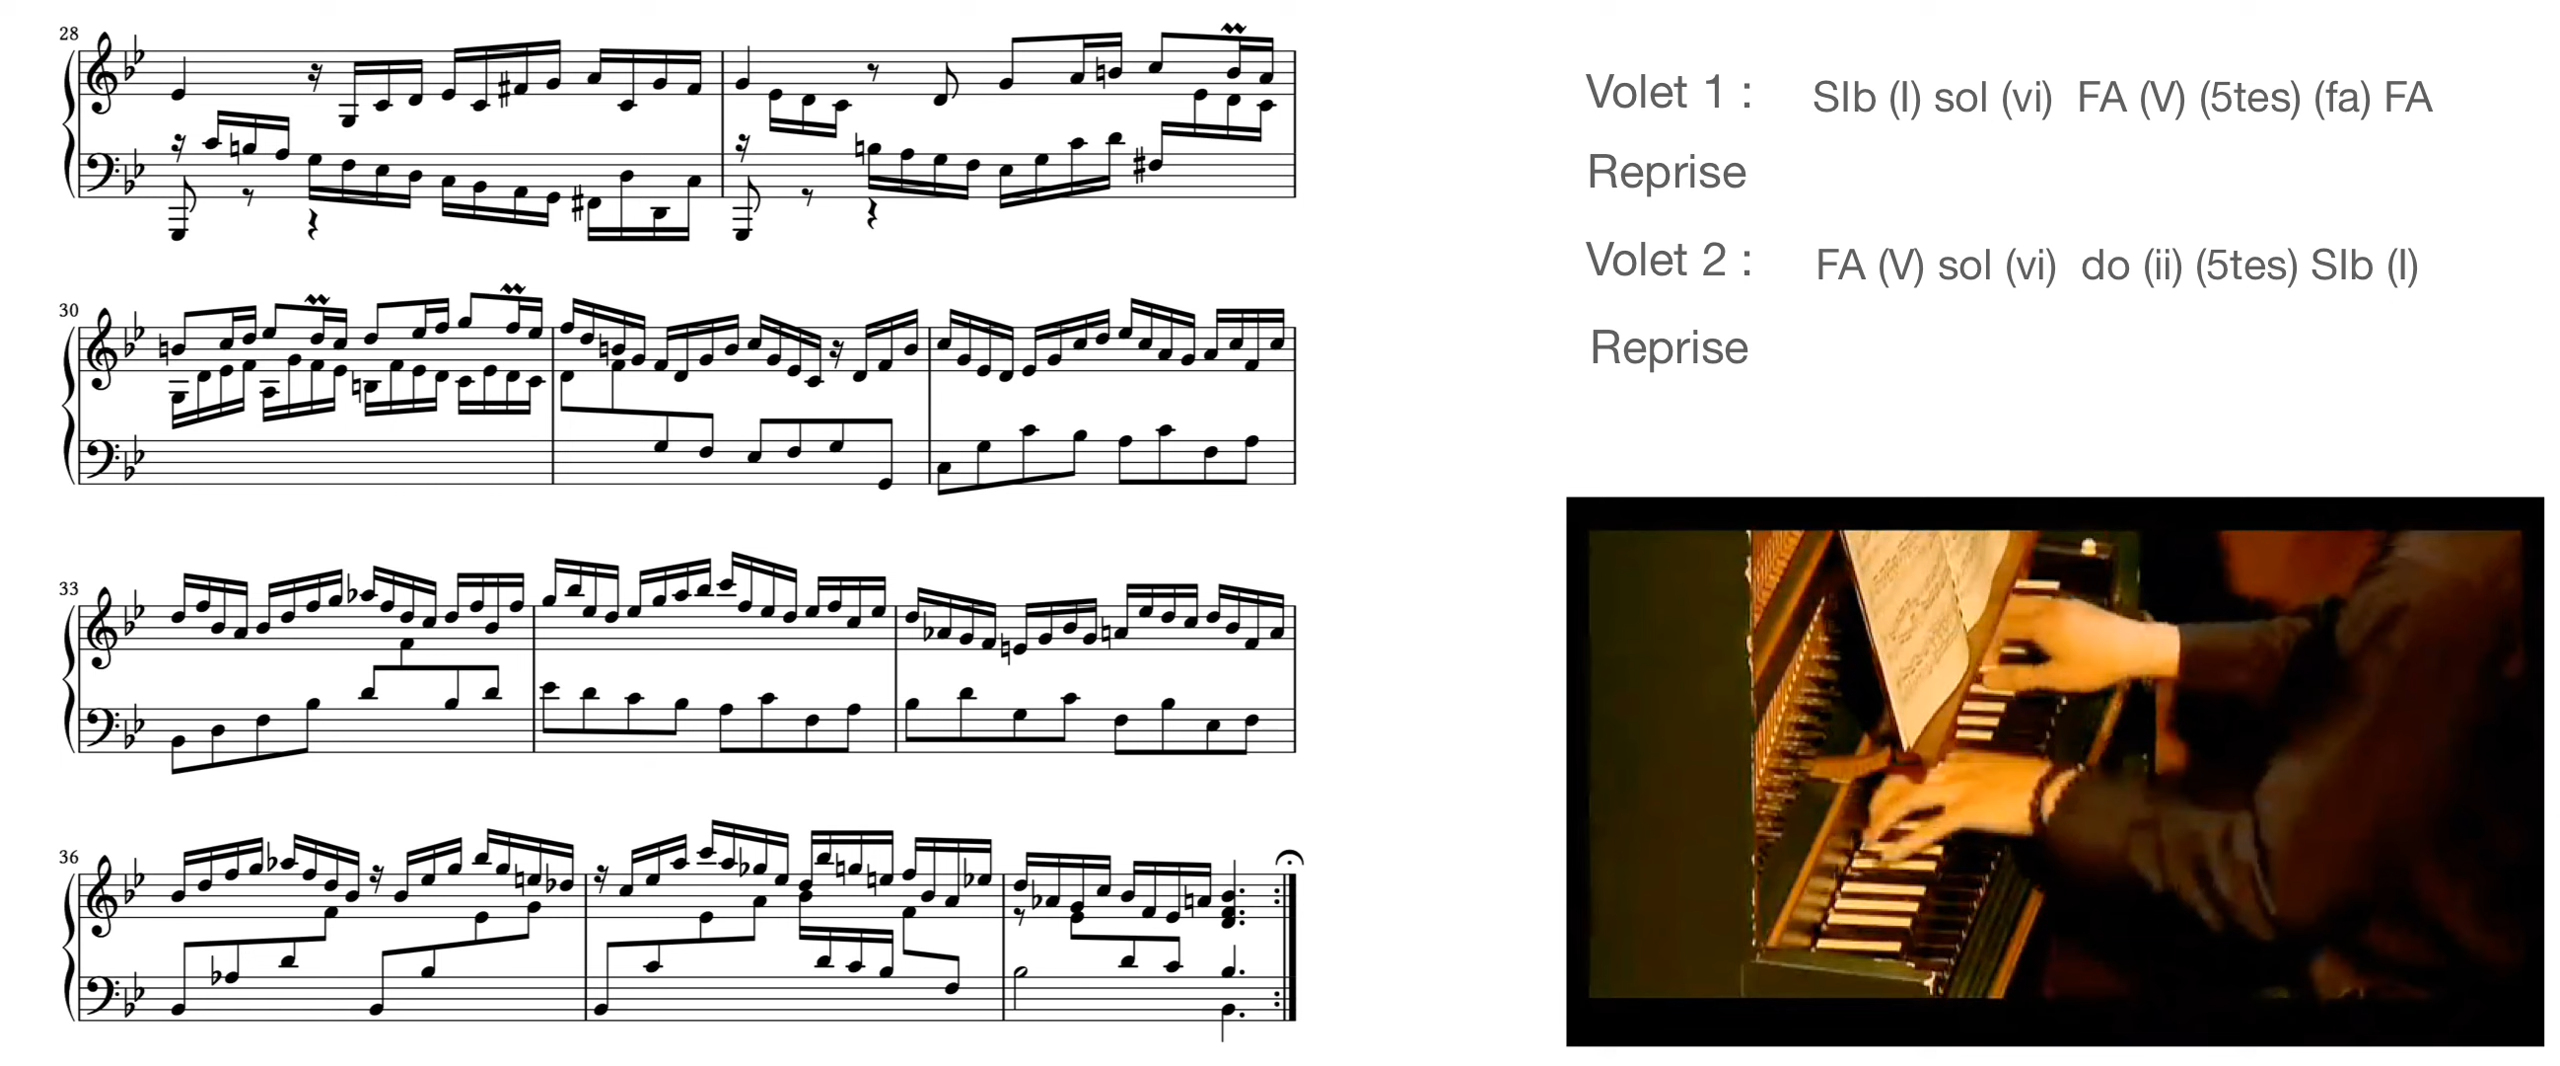 28
30
33
36
Volet 1 : SIb (I) sol (vi) FA (V) (5tes) (fa) FA
Reprise
Volet 2 : FA (V) sol (vi) do (ii) (5tes) SIb (I)
Reprise